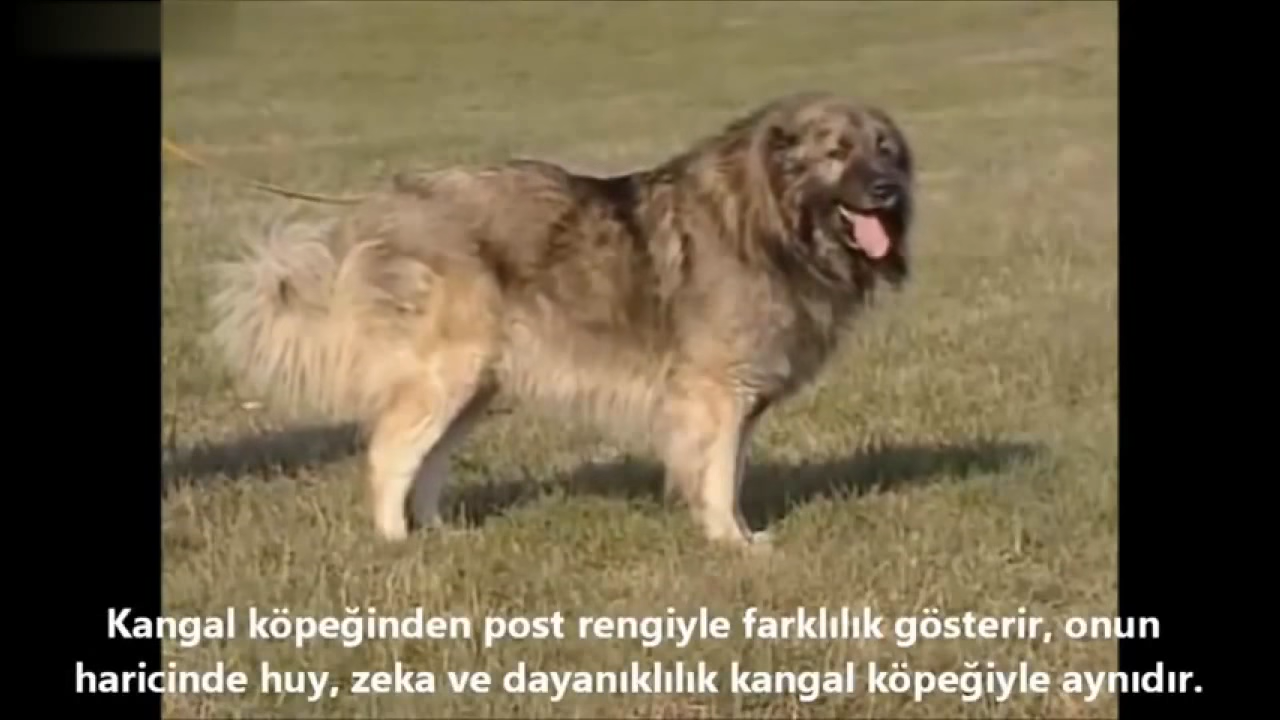 Kangal köpeğinden post rengiyle farklılık gösterir, onun
haricinde huy, zeka ve dayanıklılık kangal köpeğiyle aynıdır.